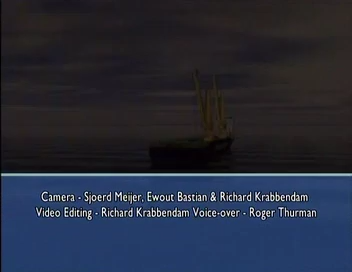 Camera - Sjoerd Meijer, Ewout Bastian & Richard Krabbendam
Video Editing - Richard Krabbendam Voice-over - Roger Thurman